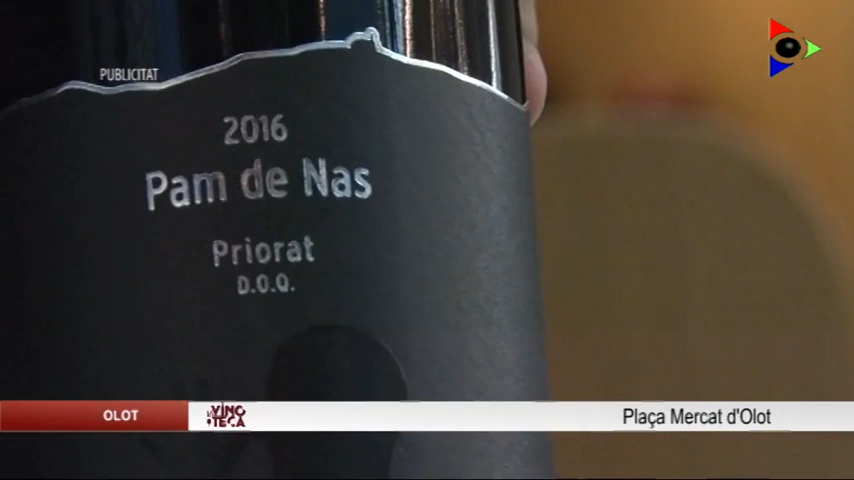 PUBLICITAT
2016
Pam de Nas
Priorat
D.O.Q.
OLOT
VINO
TECA
Plaça Mercat d'Olot